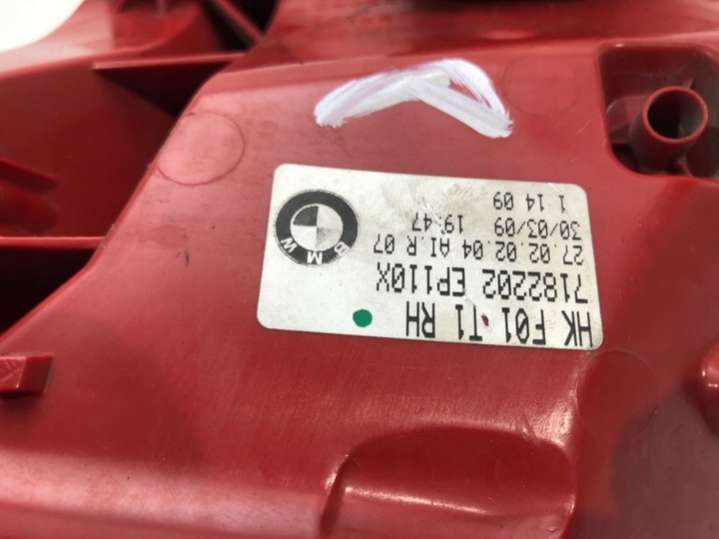 HK F01 T1 RH
7182202 EP110X
27.02.02.04 AI.R 07
30/03/09 19:47
1 14 09
BMW